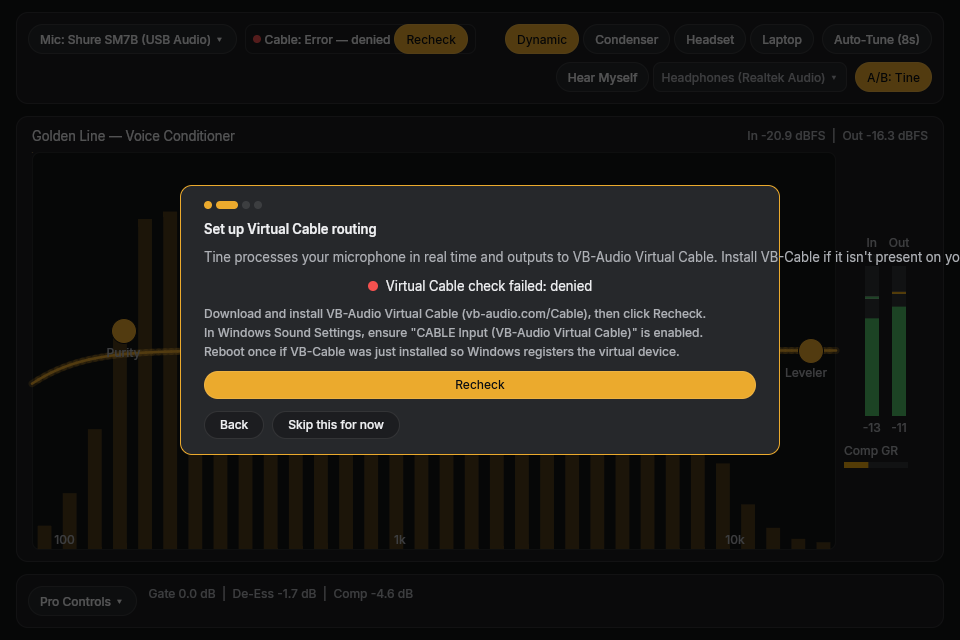 Mic: Shure SM7B (USB Audio)
Cable: Error — denied
Recheck
Dynamic
Condenser
Headset
Laptop
Auto-Tune (8s)
Hear Myself
Headphones (Realtek Audio)
A/B: Tine
Golden Line — Voice Conditioner
In -20.9 dBFS | Out -16.3 dBFS
Set up Virtual Cable routing
Tine processes your microphone in real time and outputs to VB-Audio Virtual Cable. Install VB-Cable if it isn't present on yo
Virtual Cable check failed: denied
Download and install VB-Audio Virtual Cable (vb-audio.com/Cable), then click Recheck.
In Windows Sound Settings, ensure "CABLE Input (VB-Audio Virtual Cable)" is enabled.
Reboot once if VB-Cable was just installed so Windows registers the virtual device.
Recheck
Back
Skip this for now
Purity
Leveler
In Out
-13 -11
Comp GR
100
1k
10k
Pro Controls
Gate 0.0 dB | De-Ess -1.7 dB | Comp -4.6 dB